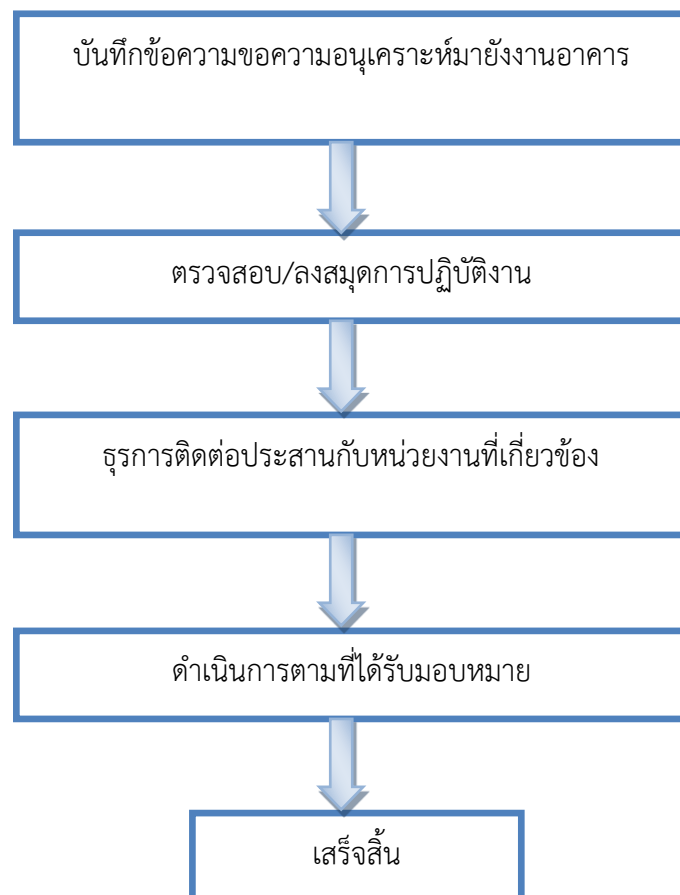 บันทึกข้อความขอความอนุเคราะห์มายังงานอาคาร
ตรวจสอบ/ลงสมุดการปฏิบัติงาน
ธุรการติดต่อประสานกับหน่วยงานที่เกี่ยวข้อง
ดำเนินการตามที่ได้รับมอบหมาย
เสร็จสิ้น